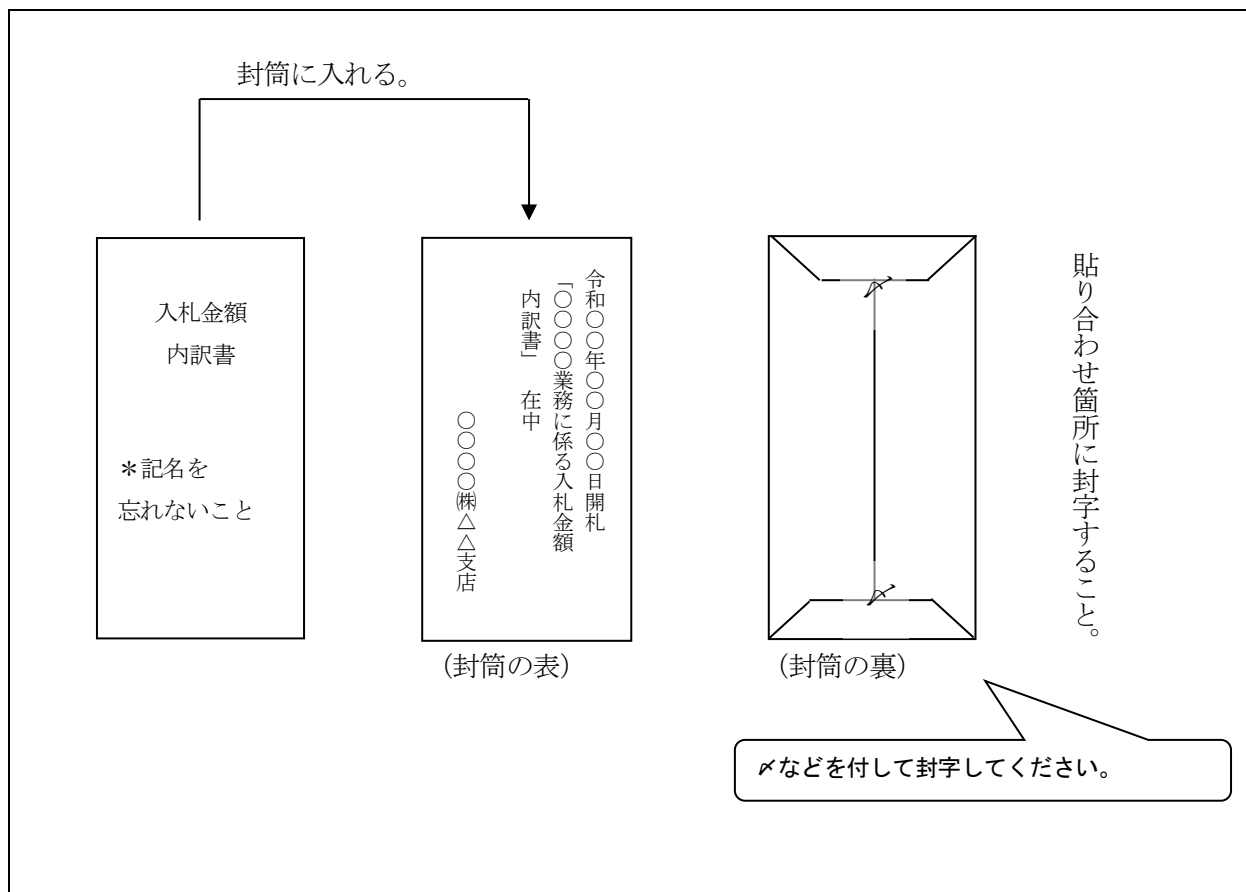 封筒に入れる。
入札金額
内訳書
＊記名を
忘れないこと
令和〇〇年〇〇月〇〇日開札
「〇〇〇〇業務に係る入札金額
内訳書」　在中
〇〇〇〇㈱△△支店
(封筒の表)
〆
〆
(封筒の裏)
貼り合わせ箇所に封字すること。
〆などを付して封字してください。